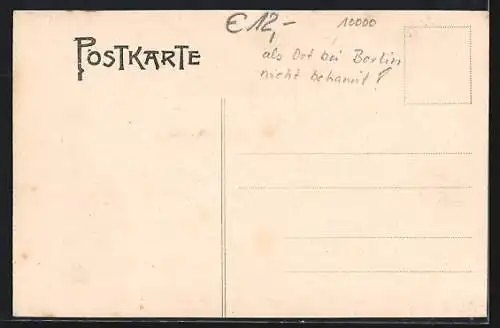 €12,- 10000
POSTKARTE
als Ort bei Berlin
nicht bekannt!